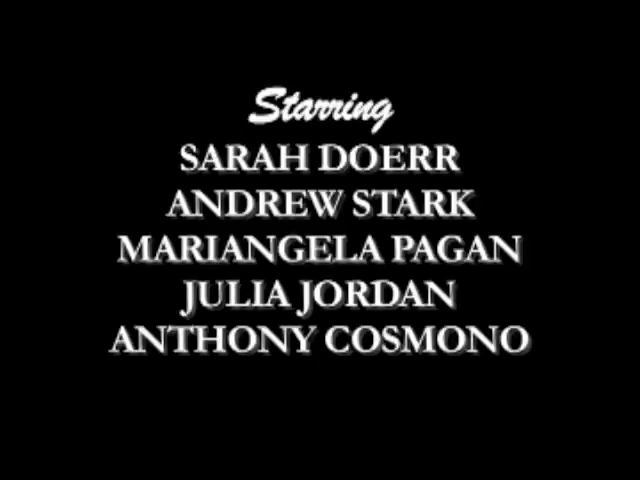 Starring
SARAH DOERR
ANDREW STARK
MARIANGELA PAGAN
JULIA JORDAN
ANTHONY COSMONO